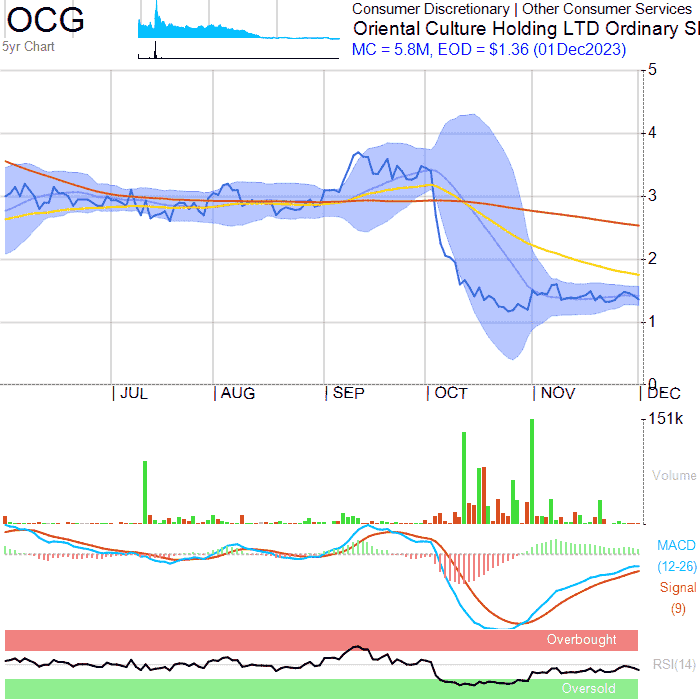 OCG
5yr Chart
Consumer Discretionary | Other Consumer Services
Oriental Culture Holding LTD Ordinary S
MC = 5.8M, EOD = $1.36 (01Dec2023)
5
4
3
2
1
0
JUL
AUG
SEP
OCT
NOV
DEC
151k
Volume
MACD
(12-26)
Signal
(9)
Overbought
RSI(14)
Oversold